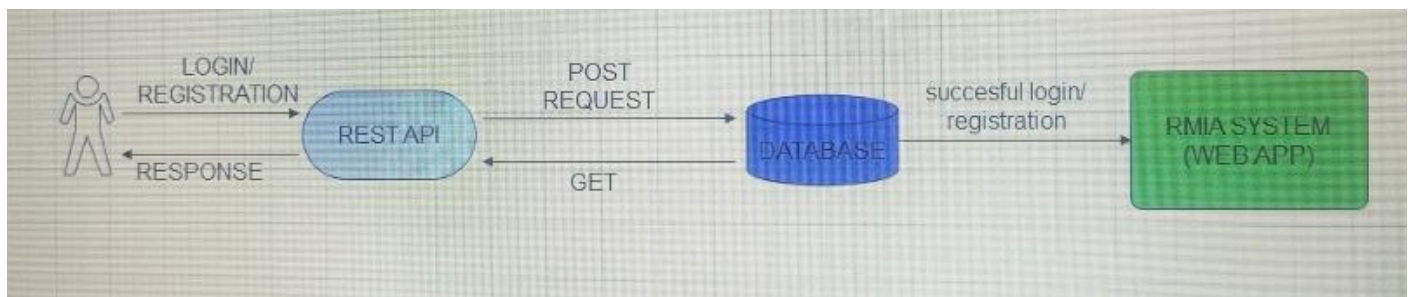 LOGIN/
REGISTRATION
RESPONSE
REST API
POST
REQUEST
GET
DATABASE
succesful login/
registration
RMIA SYSTEM
(WEB APP)